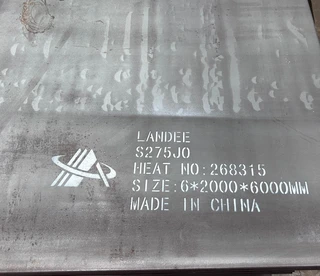 LANDEE
S275J0
HEAT NO:268315
SIZE:6*2000*6000MM
MADE IN CHINA